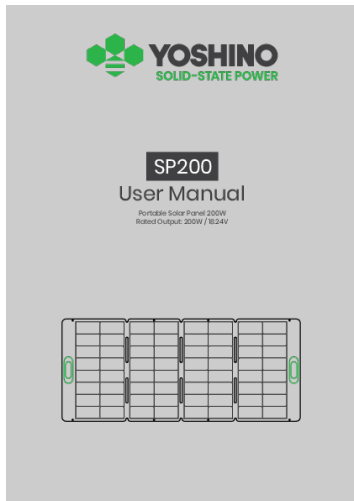 YOSHINO
SOLID-STATE POWER
SP200
User Manual
Portable Solar Panel 200W
Rated Output: 200W / 18.24V